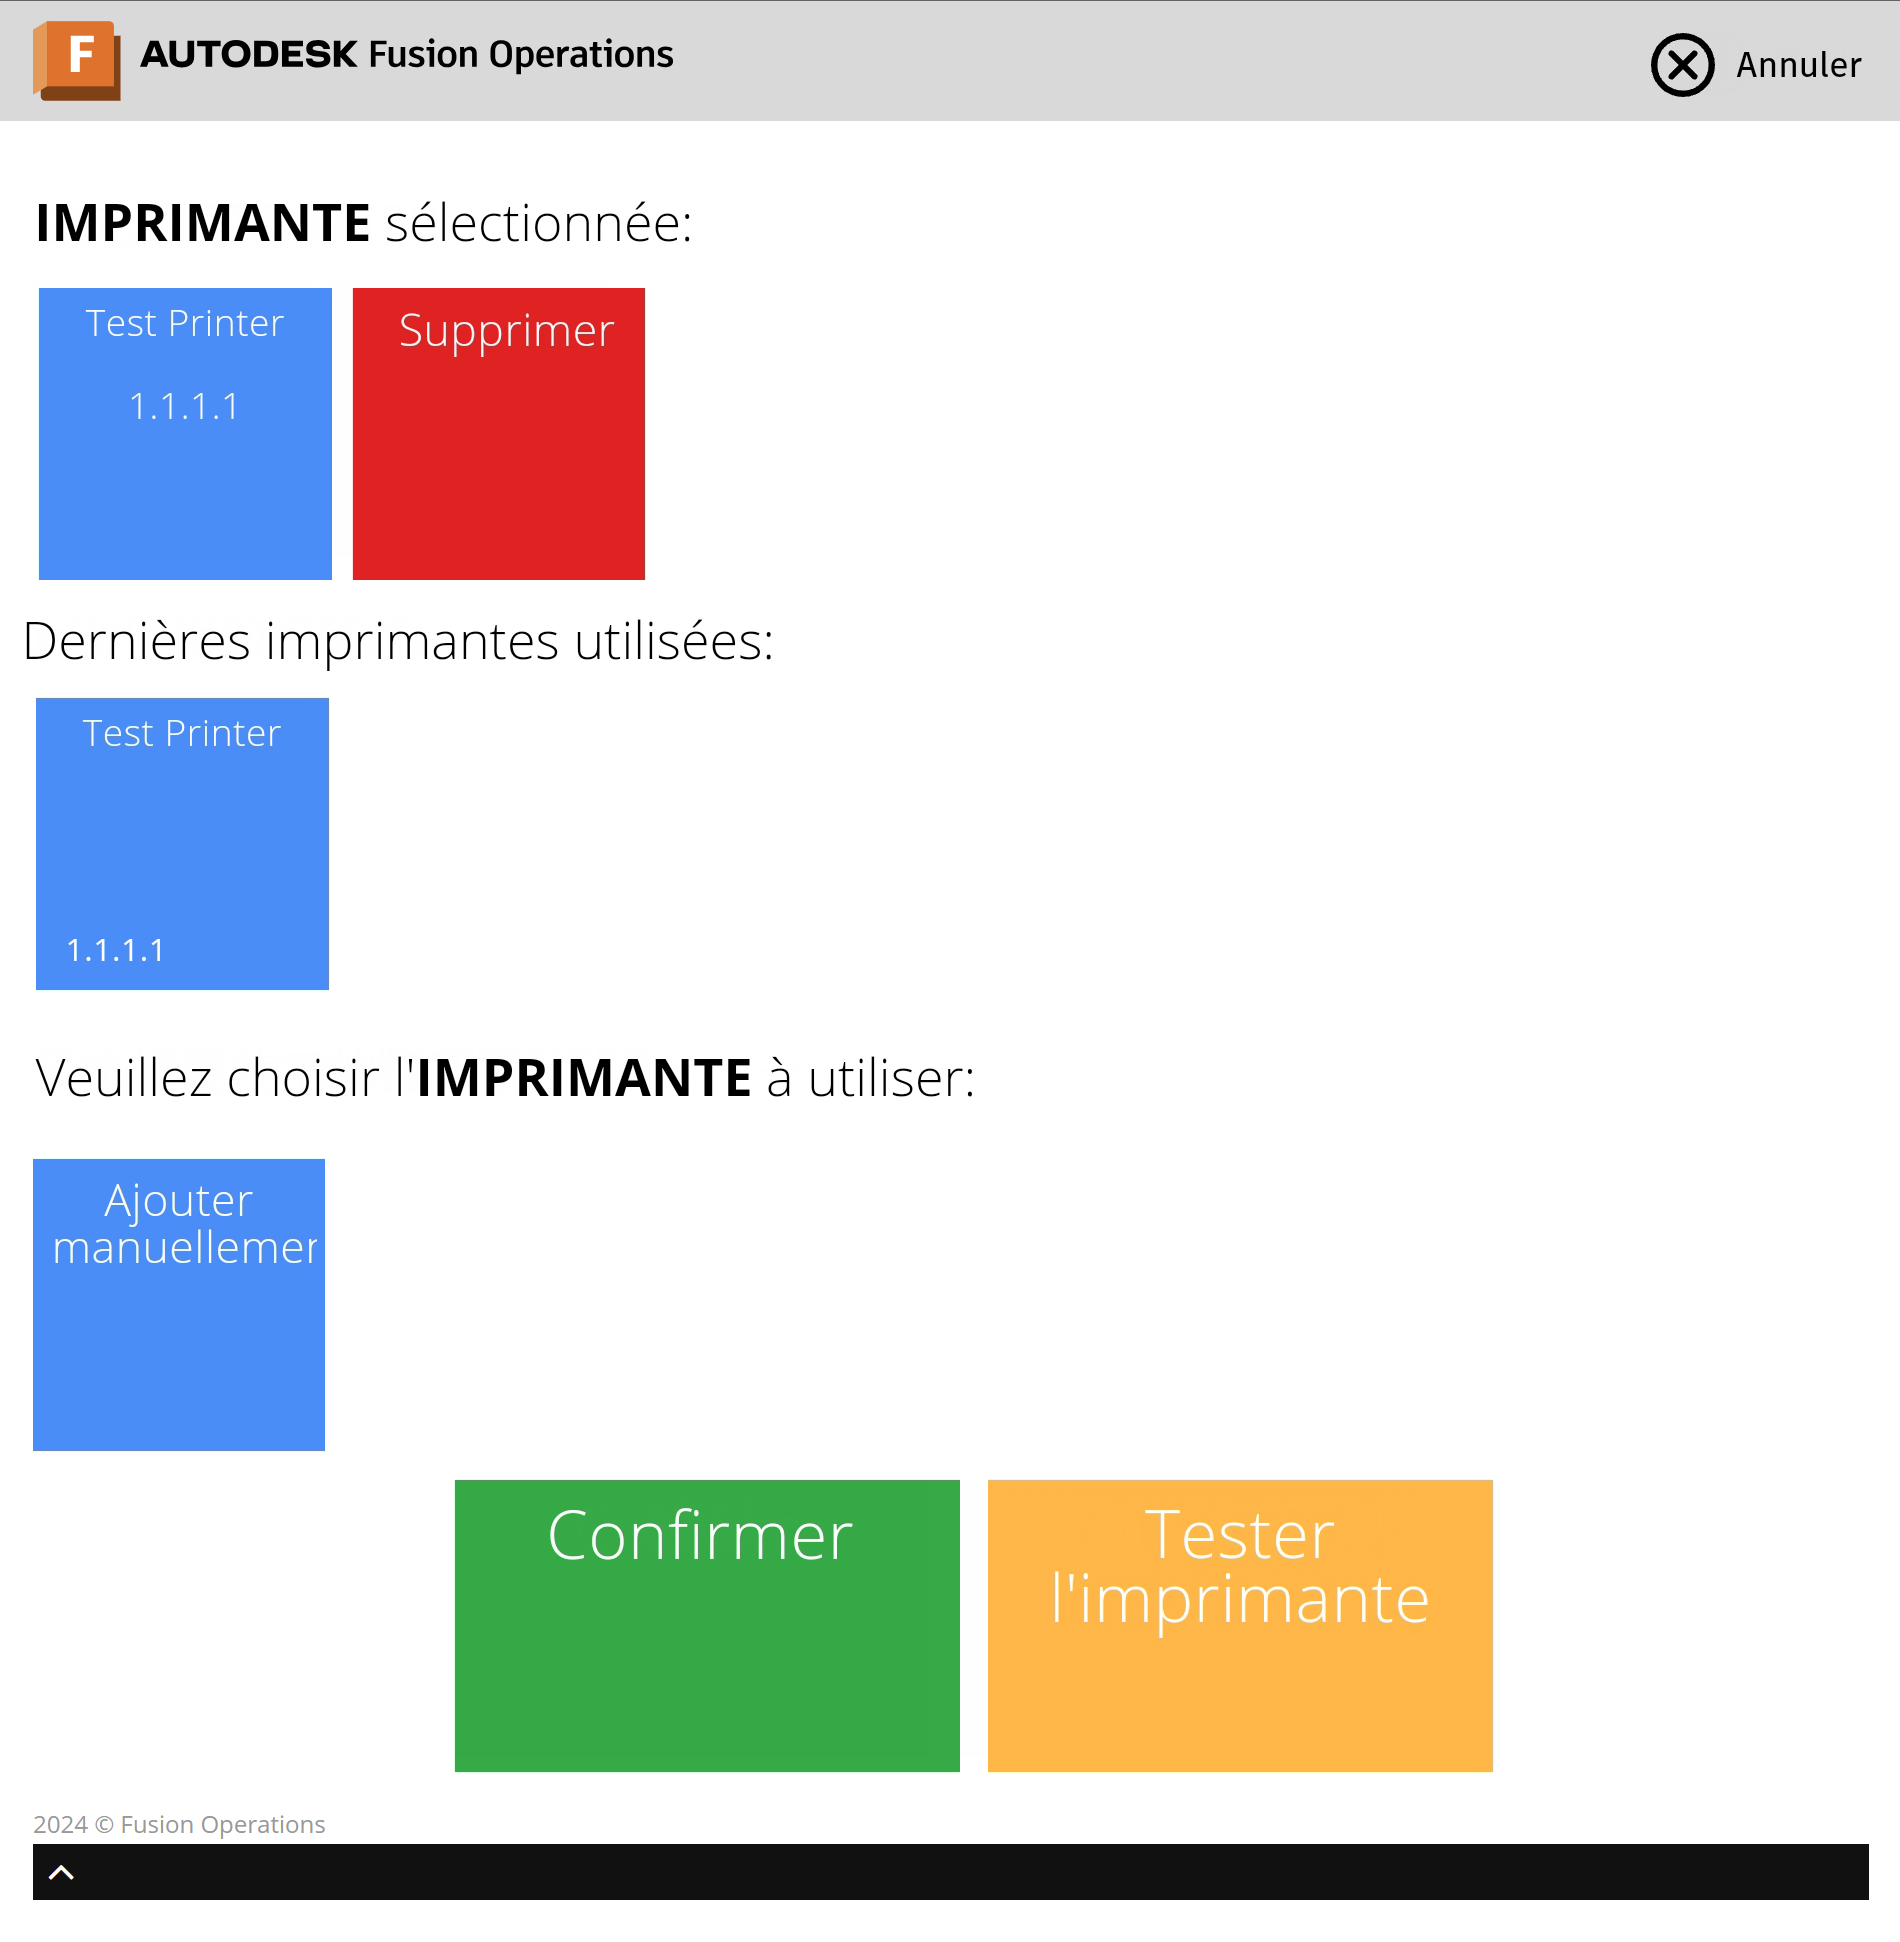 F AUTODESK Fusion Operations
Annuler
IMPRIMANTE sélectionnée:
Test Printer
1.1.1.1
Supprimer
Dernières imprimantes utilisées:
Test Printer
1.1.1.1
Veuillez choisir l'IMPRIMANTE à utiliser:
Ajouter
manuellemer
Confirmer
Tester
l'imprimante
2024 © Fusion Operations